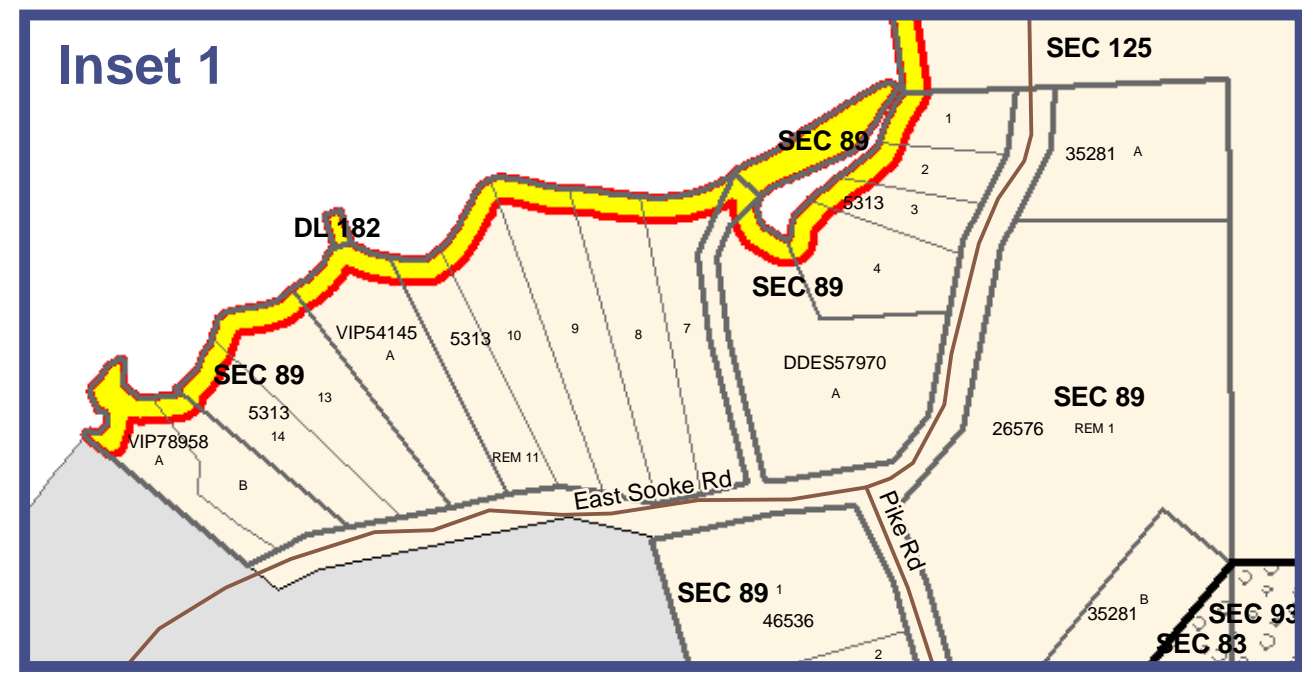 Inset 1
SEC 125
1
SEC 89
35281 A
2
5313
3
DL 182
4
SEC 89
VIP54145
A
5313
10
9
8
7
DDES57970
A
SEC 89
13
5313
14
SEC 89
26576 REM 1
VIP78958
A
B
REM 11
East Sooke Rd
Pike Rd
SEC 89 1
46536
2
35281 B
SEC 93
SEC 83